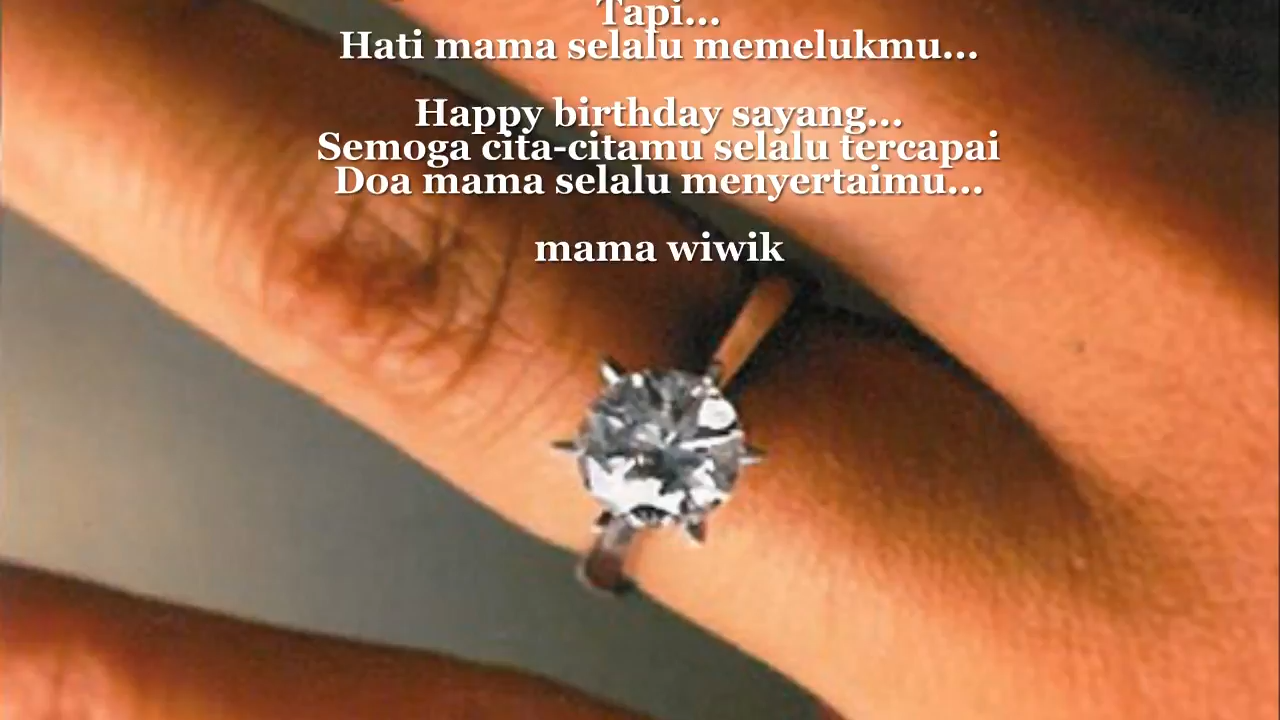 Tapi...
Hati mama selalu memelukmu...
Happy birthday sayang...
Semoga cita-citamu selalu tercapai
Doa mama selalu menyertaimu...
mama wiwik